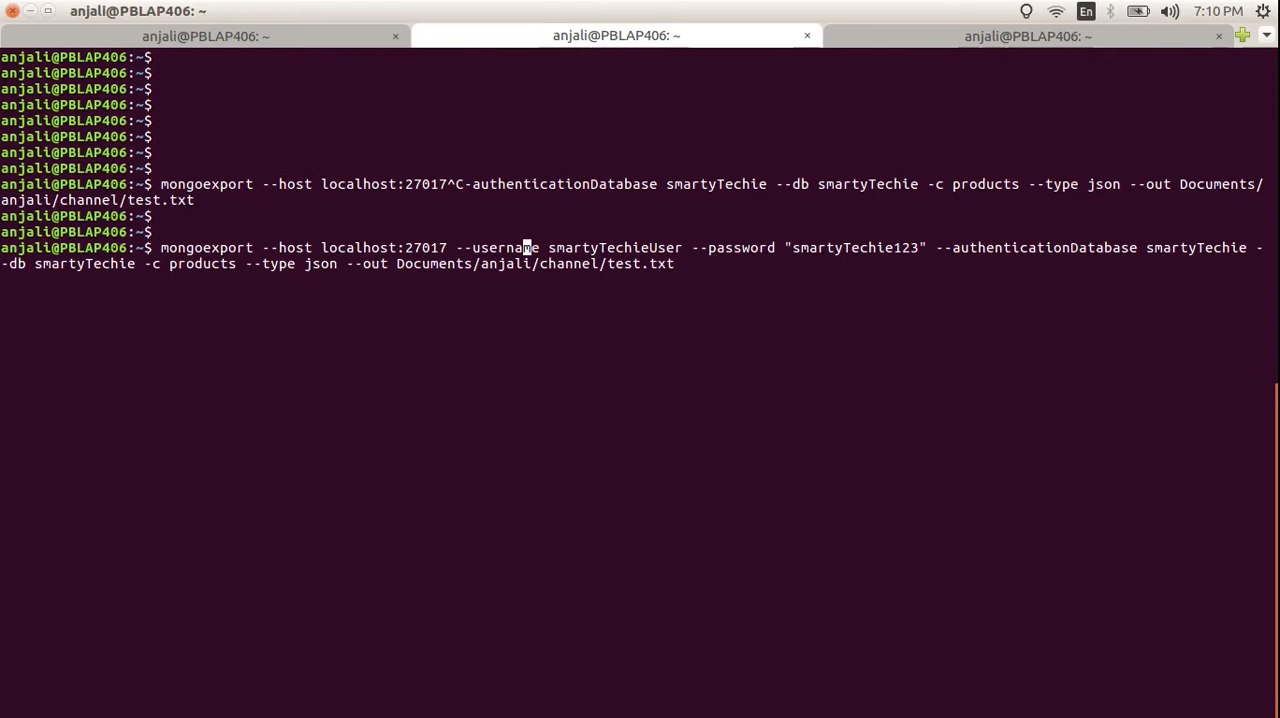 anjali@PBLAP406: ~
En
7:10 PM
anjali@PBLAP406: ~ ×
anjali@PBLAP406: ~ ×
anjali@PBLAP406: ~ ×
anjali@PBLAP406:~$
anjali@PBLAP406:~$
anjali@PBLAP406:~$
anjali@PBLAP406:~$
anjali@PBLAP406:~$
anjali@PBLAP406:~$
anjali@PBLAP406:~$
anjali@PBLAP406:~$
anjali@PBLAP406:~$ mongoexport --host localhost:27017^C-authenticationDatabase smartyTechie --db smartyTechie -c products --type json --out Documents/
anjali/channel/test.txt
anjali@PBLAP406:~$
anjali@PBLAP406:~$
anjali@PBLAP406:~$ mongoexport --host localhost:27017 --username smartyTechieUser --password "smartyTechie123" --authenticationDatabase smartyTechie -
-db smartyTechie -c products --type json --out Documents/anjali/channel/test.txt